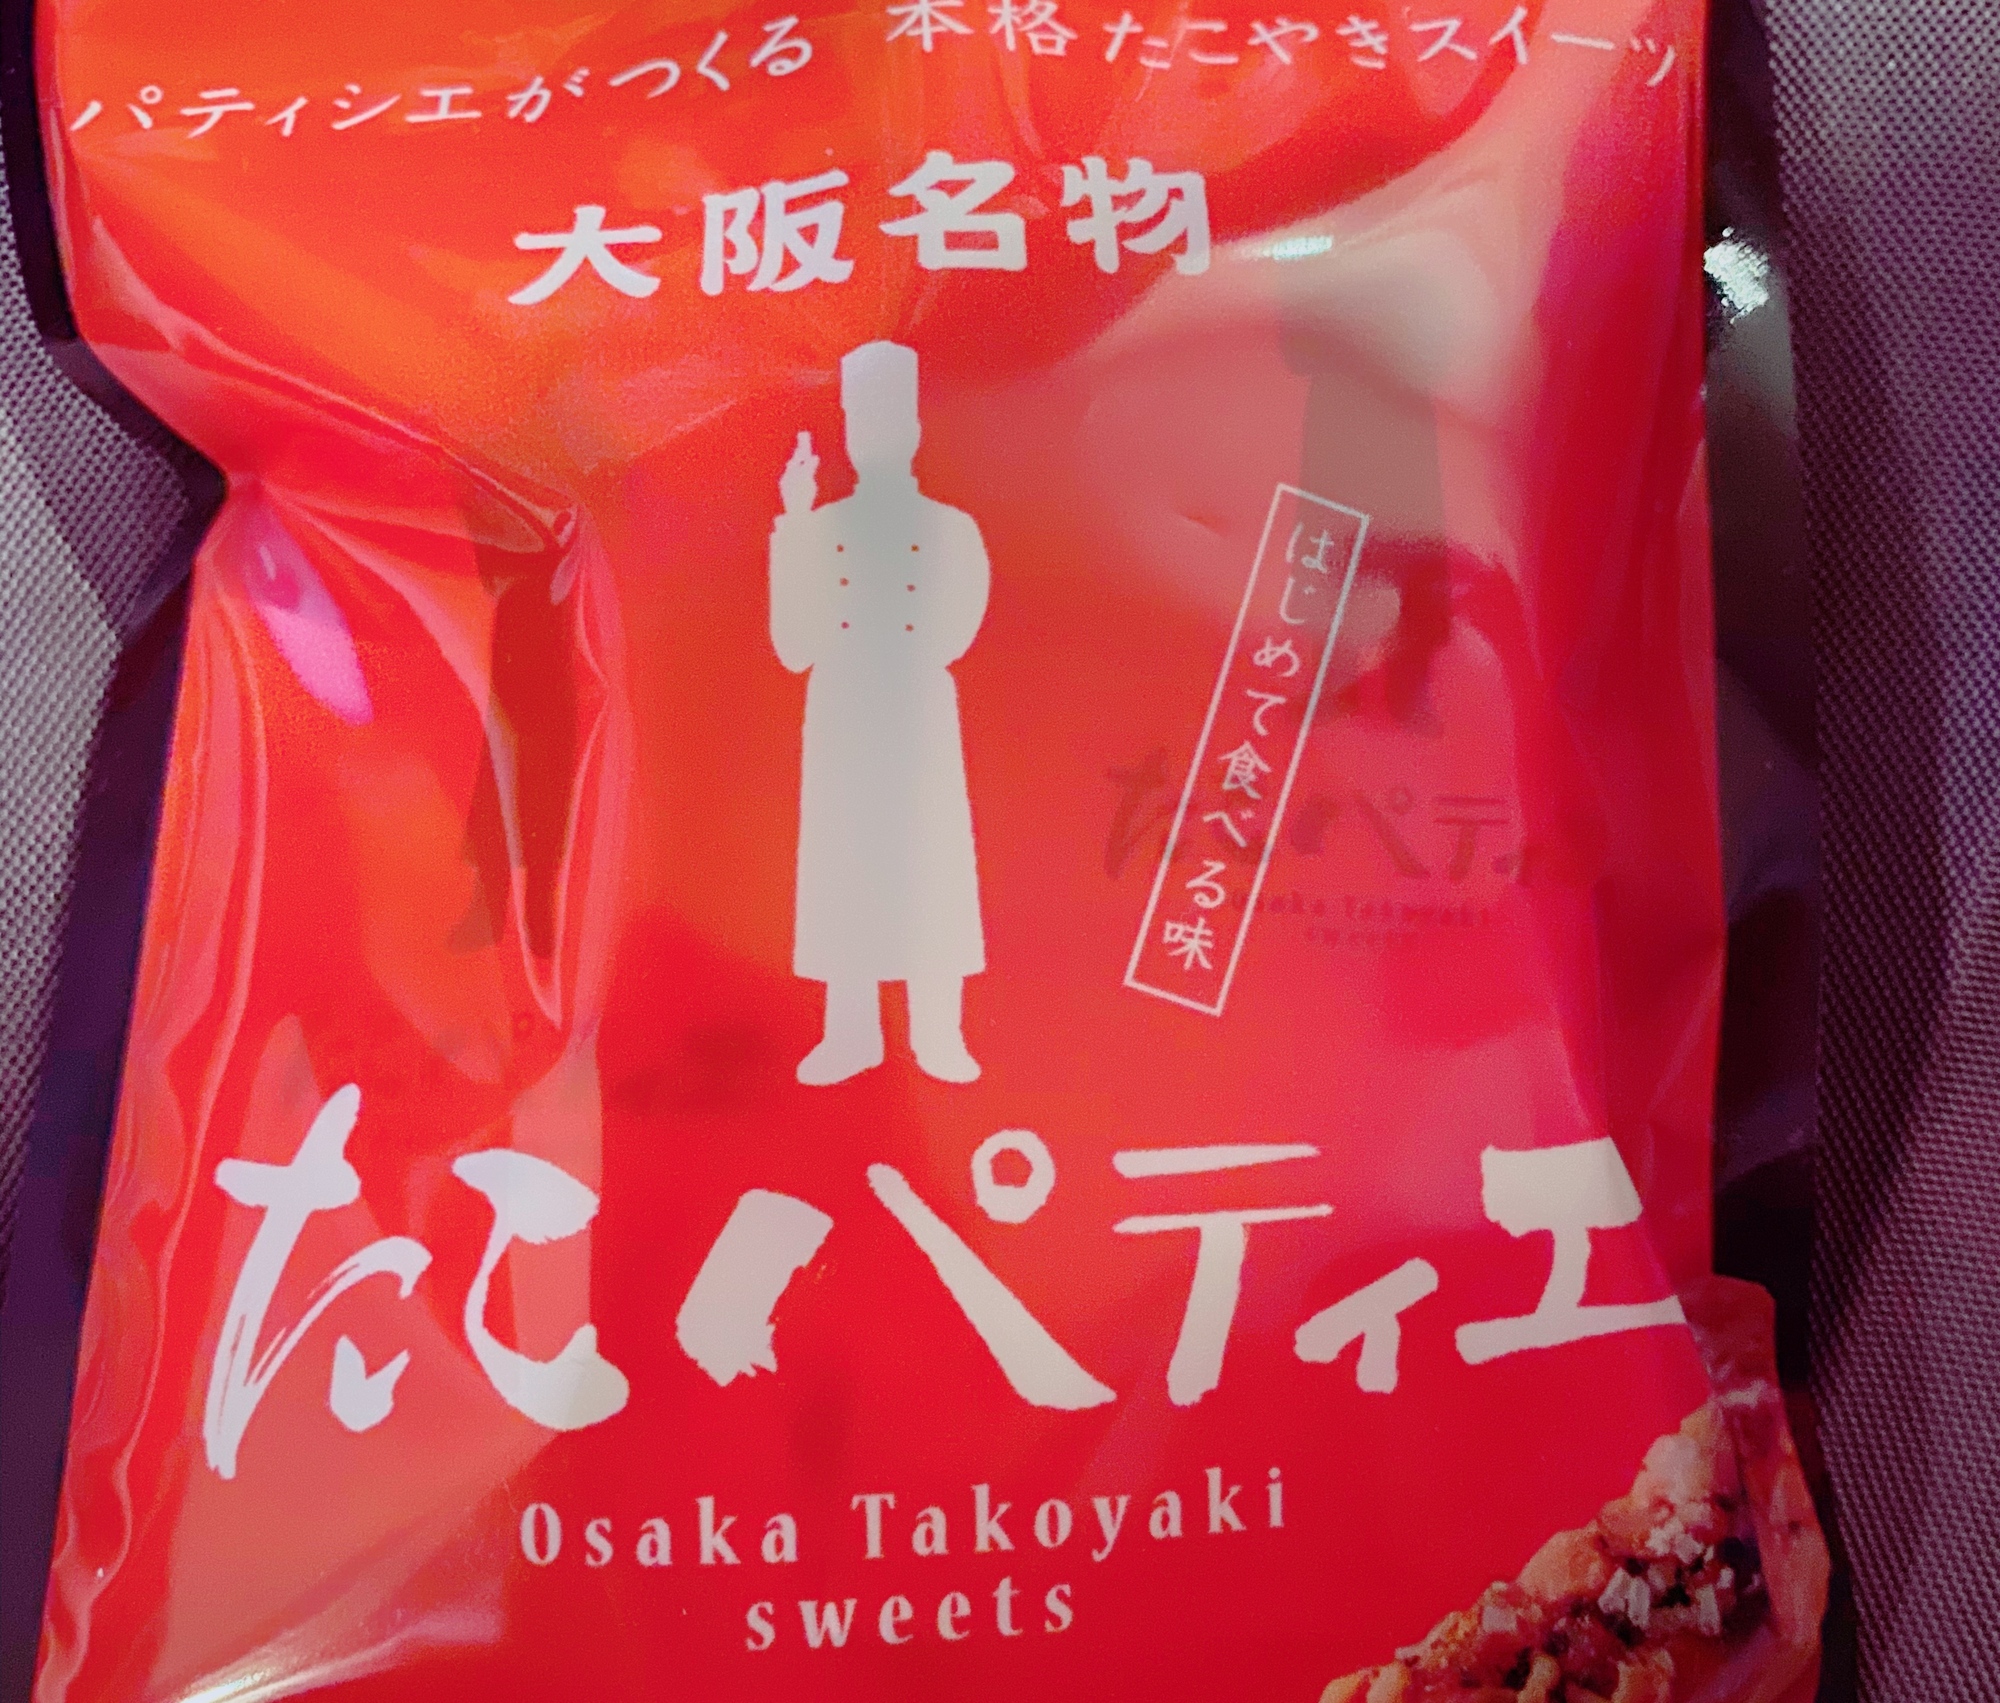 パティシエがつくる 本格たこやきスイーツ
大阪名物
はじめて食べる味
たこパティエ
Osaka Takoyaki
sweets